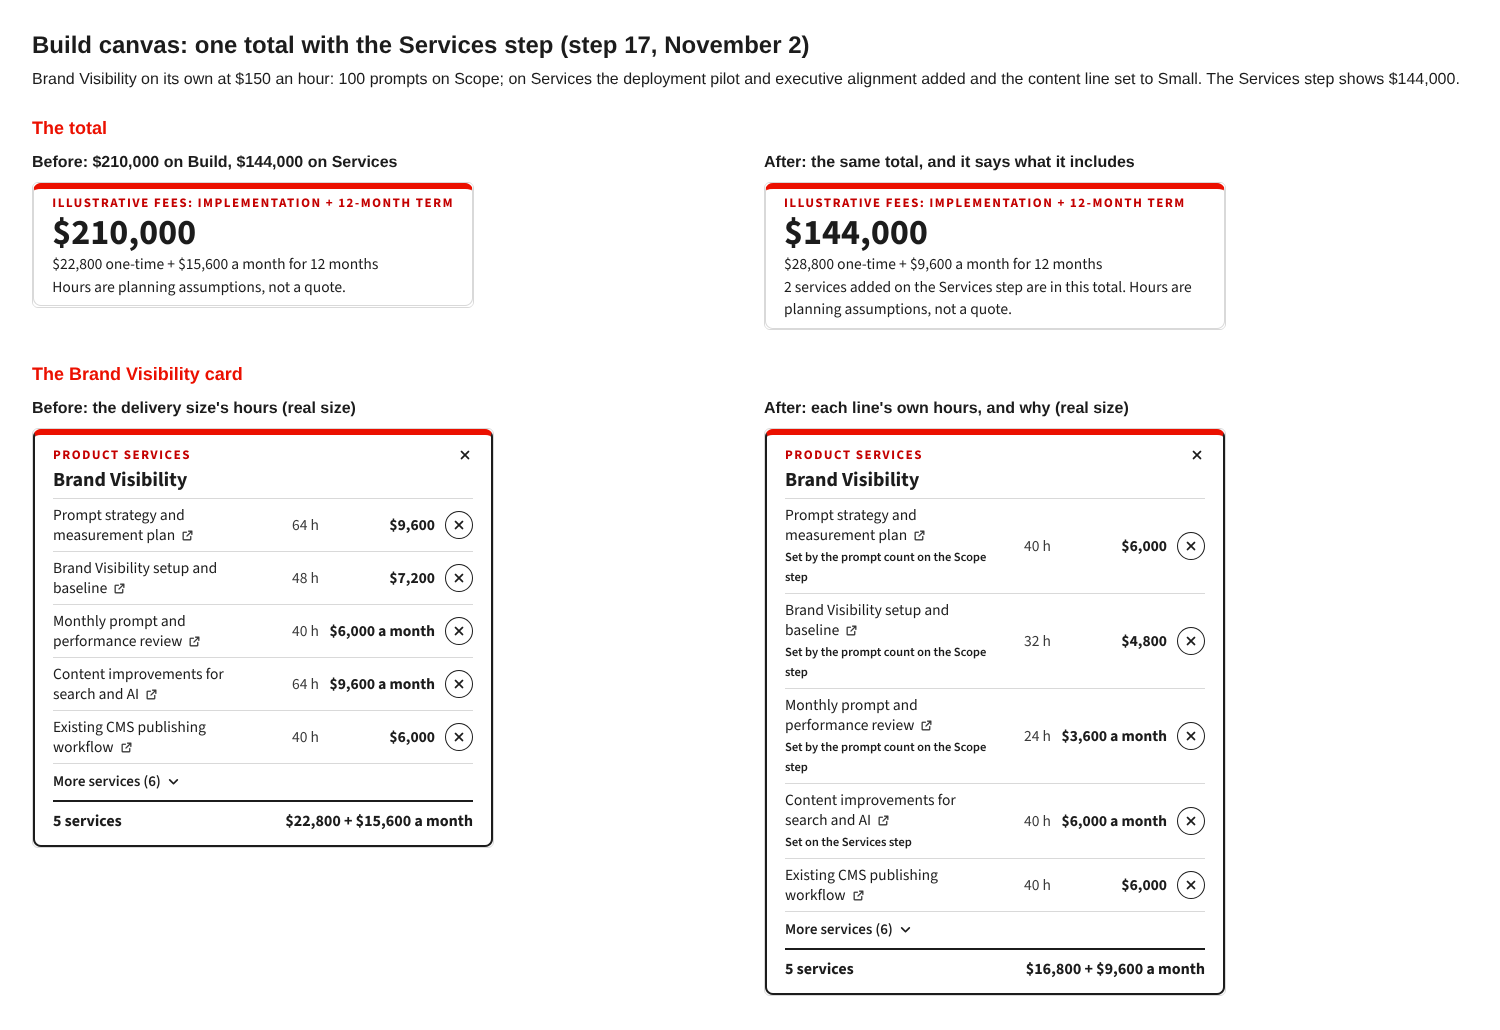 Build canvas: one total with the Services step (step 17, November 2)
Brand Visibility on its own at $150 an hour: 100 prompts on Scope; on Services the deployment pilot and executive alignment added and the content line set to Small. The Services step shows $144,000.
The total
Before: $210,000 on Build, $144,000 on Services
ILLUSTRATIVE FEES: IMPLEMENTATION + 12-MONTH TERM
$210,000
$22,800 one-time + $15,600 a month for 12 months
Hours are planning assumptions, not a quote.
After: the same total, and it says what it includes
ILLUSTRATIVE FEES: IMPLEMENTATION + 12-MONTH TERM
$144,000
$28,800 one-time + $9,600 a month for 12 months
2 services added on the Services step are in this total. Hours are
planning assumptions, not a quote.
The Brand Visibility card
Before: the delivery size's hours (real size)
PRODUCT SERVICES
Brand Visibility
Prompt strategy and
measurement plan
64 h $9,600
Brand Visibility setup and
baseline
48 h $7,200
Monthly prompt and
performance review
40 h $6,000 a month
Content improvements for
search and AI
64 h $9,600 a month
Existing CMS publishing
workflow
40 h $6,000
More services (6)
5 services $22,800 + $15,600 a month
After: each line's own hours, and why (real size)
PRODUCT SERVICES
Brand Visibility
Prompt strategy and
measurement plan
Set by the prompt count on the Scope
step
40 h $6,000
Brand Visibility setup and
baseline
Set by the prompt count on the Scope
step
32 h $4,800
Monthly prompt and
performance review
Set by the prompt count on the Scope
step
24 h $3,600 a month
Content improvements for
search and AI
Set on the Services step
40 h $6,000 a month
Existing CMS publishing
workflow
40 h $6,000
More services (6)
5 services $16,800 + $9,600 a month